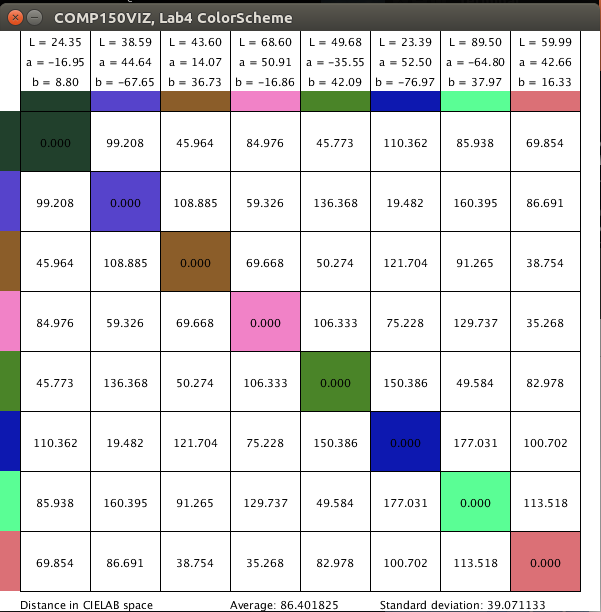 COMP150VIZ, Lab4 ColorScheme
L = 24.35 L = 38.59 L = 43.60 L = 68.60 L = 49.68 L = 23.39 L = 89.50 L = 59.99
a = -16.95 a = 44.64 a = 14.07 a = 50.91 a = -35.55 a = 52.50 a = -64.80 a = 42.66
b = 8.80 b = -67.65 b = 36.73 b = -16.86 b = 42.09 b = -76.97 b = 37.97 b = 16.33
0.000 99.208 45.964 84.976 45.773 110.362 85.938 69.854
99.208 0.000 108.885 59.326 136.368 19.482 160.395 86.691
45.964 108.885 0.000 69.668 50.274 121.704 91.265 38.754
84.976 59.326 69.668 0.000 106.333 75.228 129.737 35.268
45.773 136.368 50.274 106.333 0.000 150.386 49.584 82.978
110.362 19.482 121.704 75.228 150.386 0.000 177.031 100.702
85.938 160.395 91.265 129.737 49.584 177.031 0.000 113.518
69.854 86.691 38.754 35.268 82.978 100.702 113.518 0.000
Distance in CIELAB space Average: 86.401825 Standard deviation: 39.071133